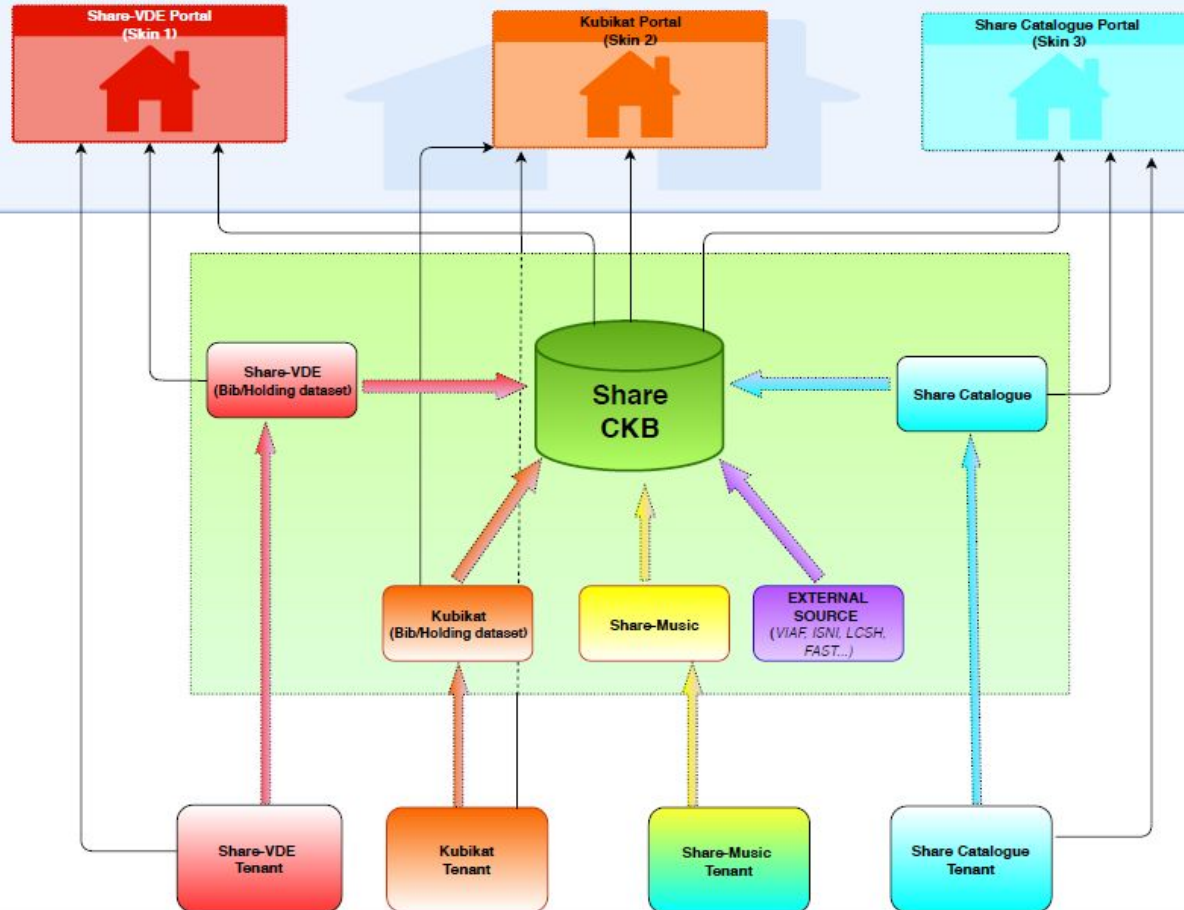 Share-VDE Portal
(Skin 1)
Kubikat Portal
(Skin 2)
Share Catalogue Portal
(Skin 3)
Share-VDE
(Bib/Holding dataset)
Share
CKB
Share Catalogue
Kubikat
(Bib/Holding dataset)
Share-Music
EXTERNAL
SOURCE
(VIAF, ISNI, LCSH,
FAST...)
Share-VDE
Tenant
Kubikat
Tenant
Share-Music
Tenant
Share Catalogue
Tenant